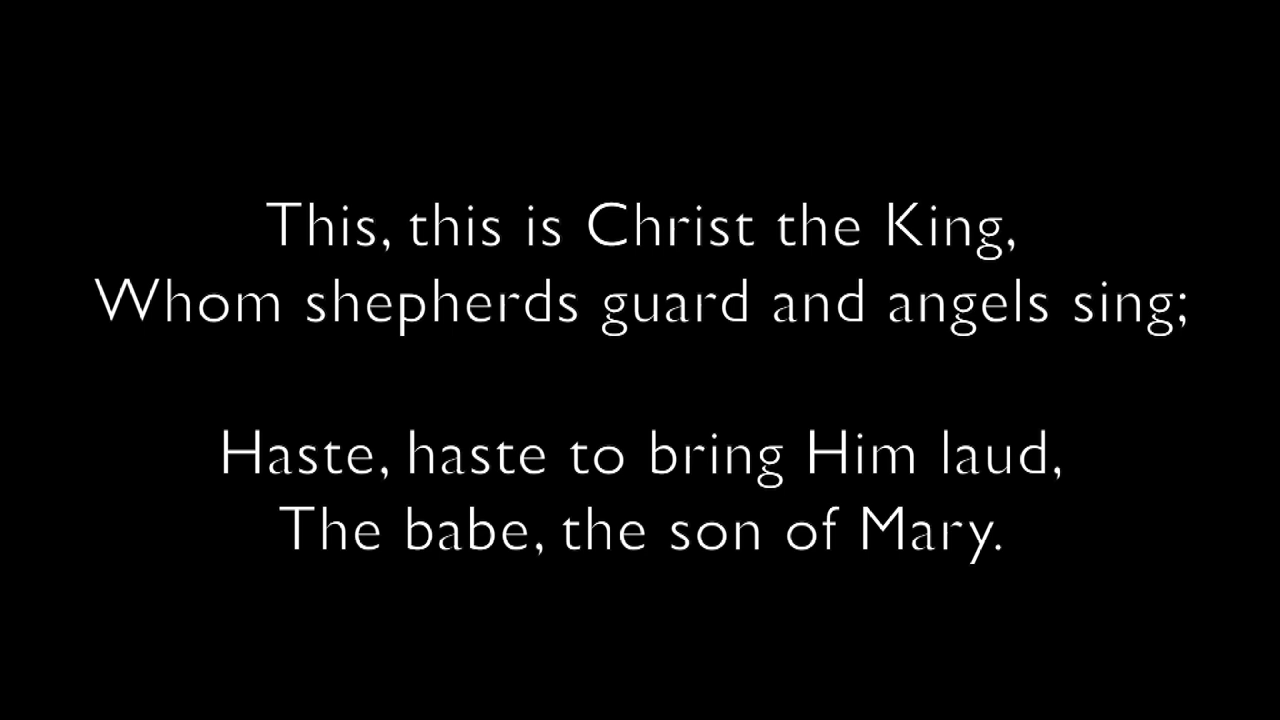 This, this is Christ the King,
Whom shepherds guard and angels sing;
Haste, haste to bring Him laud,
The babe, the son of Mary.